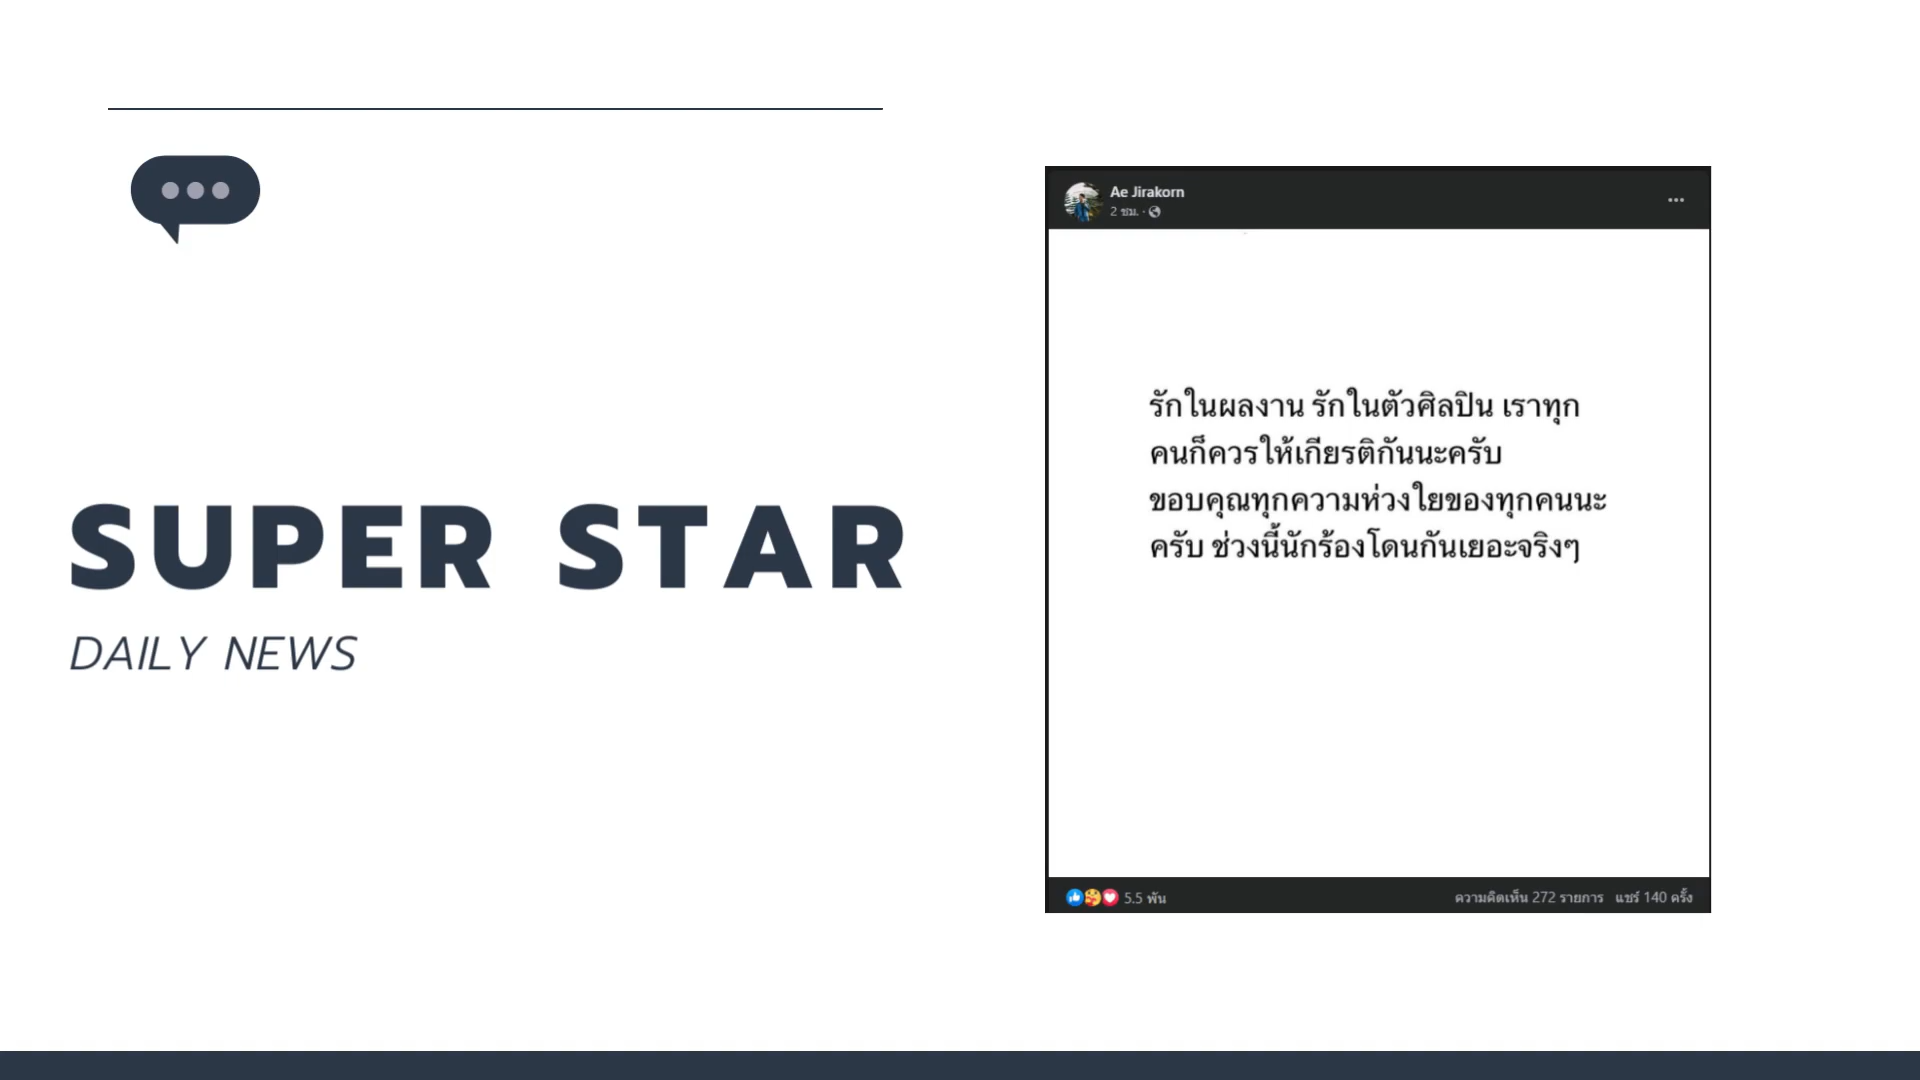 SUPER STAR
DAILY NEWS
Ae Jirakorn
2 ชม. ·
รักในผลงาน รักในตัวศิลปิน เราทุก
คนก็ควรให้เกียรติกันนะครับ
ขอบคุณทุกความห่วงใยของทุกคนนะ
ครับ ช่วงนี้นักร้องโดนกันเยอะจริงๆ
5.5 พัน
ความคิดเห็น 272 รายการ แชร์ 140 ครั้ง